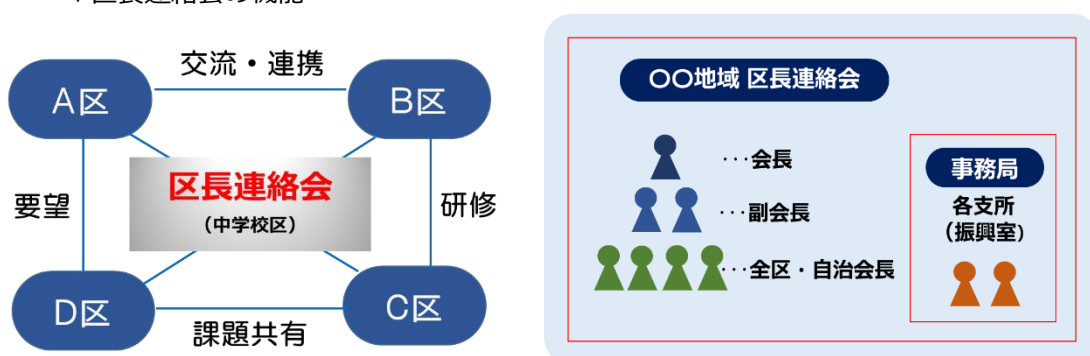 交流・連携
A区
B区
要望
区長連絡会
（中学校区）
研修
D区
C区
課題共有
〇〇地域 区長連絡会
･･･会長
･･･副会長
･･･全区・自治会長
事務局
各支所
（振興室）